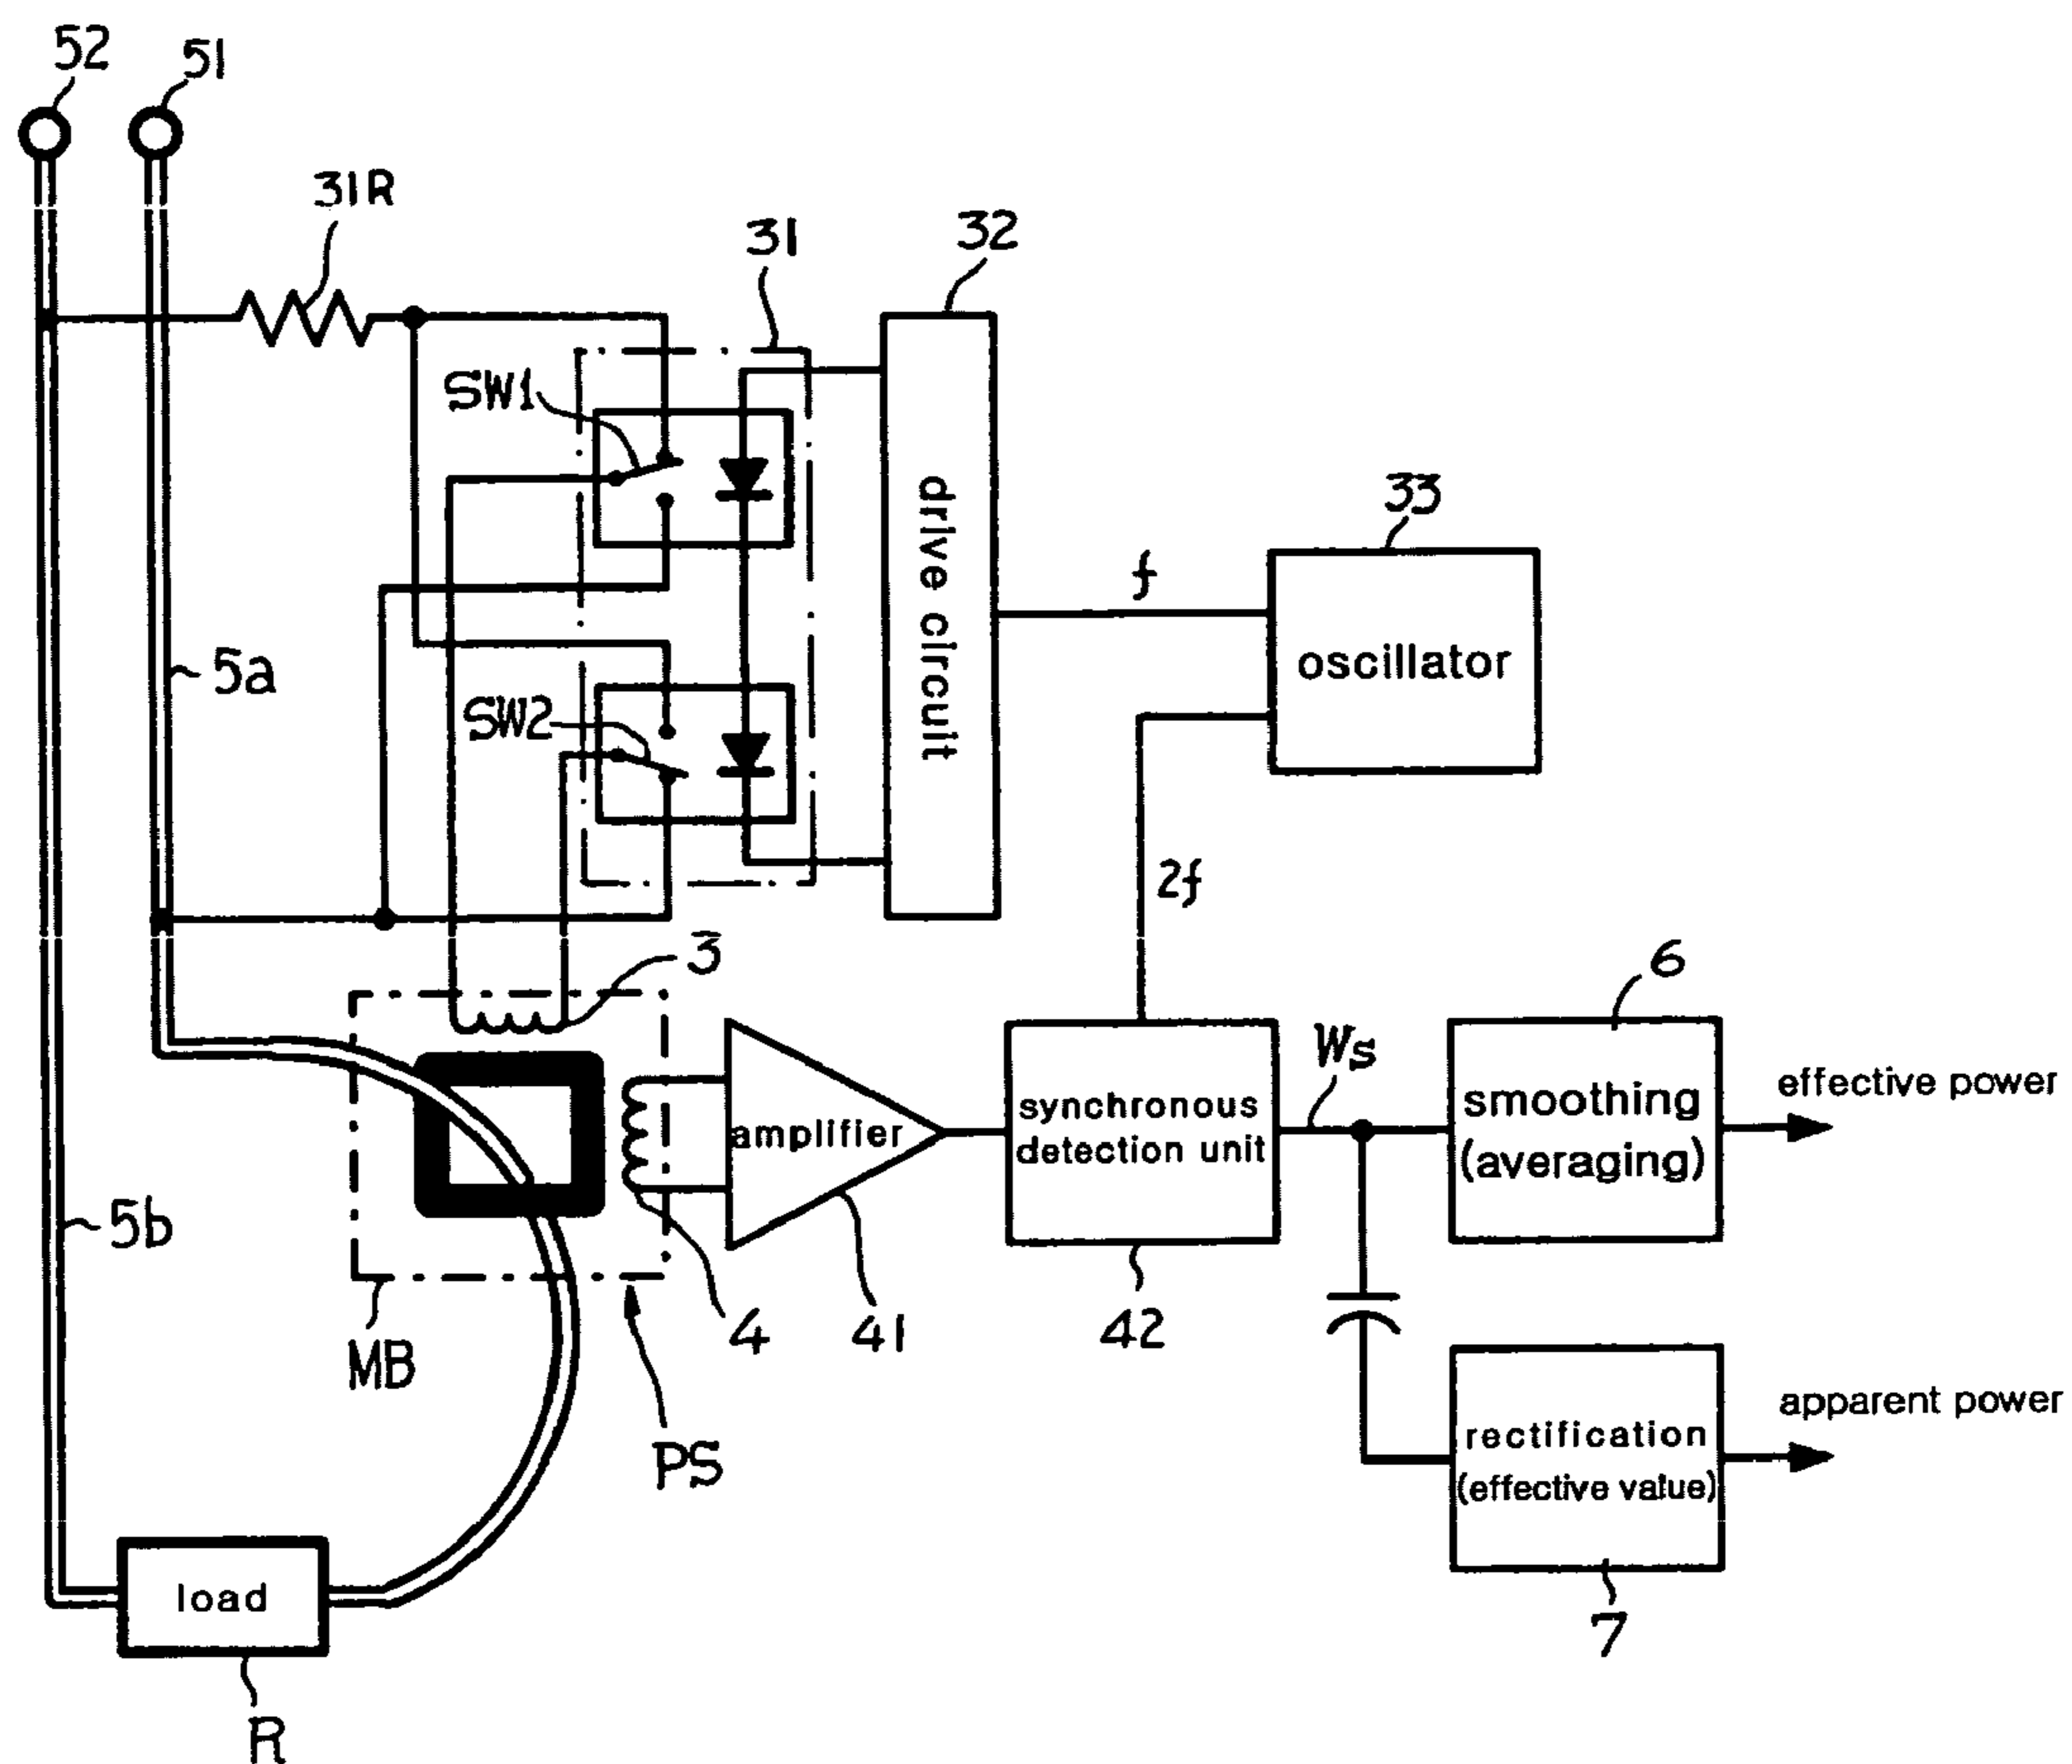 52
51
31R
31
32
SW1
drive circuit
33
f
oscillator
5a
SW2
2f
3
6
Ws
effective power
smoothing
(averaging)
synchronous
detection unit
amplifier
5b
4
41
42
MB
PS
apparent power
rectification
(effective value)
7
load
R